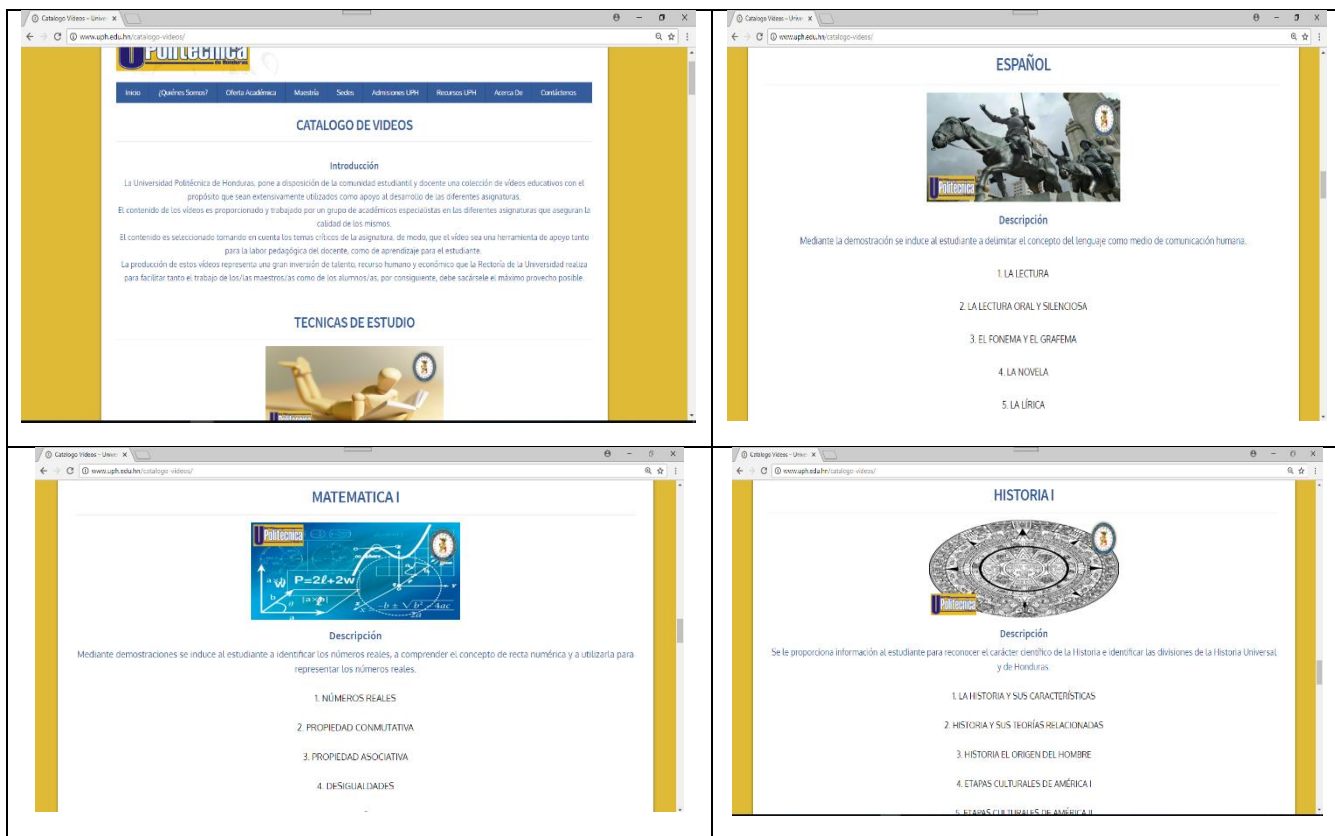 Catalogo Videos – Univer
www.uph.edu.hn/catalogo-videos/
UPolitécnica
de Honduras
Inicio ¿Quiénes Somos? Oferta Académica Maestría Sedes Admisiones UPH Recursos UPH Acerca De Contáctenos
CATALOGO DE VIDEOS
Introducción
La Universidad Politécnica de Honduras, pone a disposición de la comunidad estudiantil y docente una colección de vídeos educativos con el
propósito que sean extensivamente utilizados como apoyo al desarrollo de las diferentes asignaturas.
El contenido de los vídeos es proporcionado y trabajado por un grupo de académicos especialistas en las diferentes asignaturas que aseguran la
calidad de los mismos.
El contenido es seleccionado tomando en cuenta los temas críticos de la asignatura, de modo, que el vídeo sea una herramienta de apoyo tanto
para la labor pedagógica del docente, como de aprendizaje para el estudiante.
La producción de estos vídeos representa una gran inversión de talento, recurso humano y económico que la Rectoría de la Universidad realiza
para facilitar tanto el trabajo de los/las maestros/as como de los alumnos/as, por consiguiente, debe sacársele el máximo provecho posible.
TECNICAS DE ESTUDIO
Catalogo Videos – Univer
www.uph.edu.hn/catalogo-videos/
ESPAÑOL
UPolitécnica
Descripción
Mediante la demostración se induce al estudiante a delimitar el concepto del lenguaje como medio de comunicación humana.
1. LA LECTURA
2. LA LECTURA ORAL Y SILENCIOSA
3. EL FONEMA Y EL GRAFEMA
4. LA NOVELA
5. LA LÍRICA
Catalogo Videos – Univer
www.uph.edu.hn/catalogo-videos/
MATEMATICA I
UPolitécnica
P=2ℓ+2w
Descripción
Mediante demostraciones se induce al estudiante a identificar los números reales, a comprender el concepto de recta numérica y a utilizarla para
representar los números reales.
1. NÚMEROS REALES
2. PROPIEDAD CONMUTATIVA
3. PROPIEDAD ASOCIATIVA
4. DESIGUALDADES
Catalogo Videos – Univer
www.uph.edu.hn/catalogo-videos/
HISTORIA I
UPolitécnica
Descripción
Se le proporciona información al estudiante para reconocer el carácter científico de la Historia e identificar las divisiones de la Historia Universal
y de Honduras.
1. LA HISTORIA Y SUS CARACTERÍSTICAS
2. HISTORIA Y SUS TEORÍAS RELACIONADAS
3. HISTORIA EL ORIGEN DEL HOMBRE
4. ETAPAS CULTURALES DE AMÉRICA I
5. ETAPAS CULTURALES DE AMÉRICA II